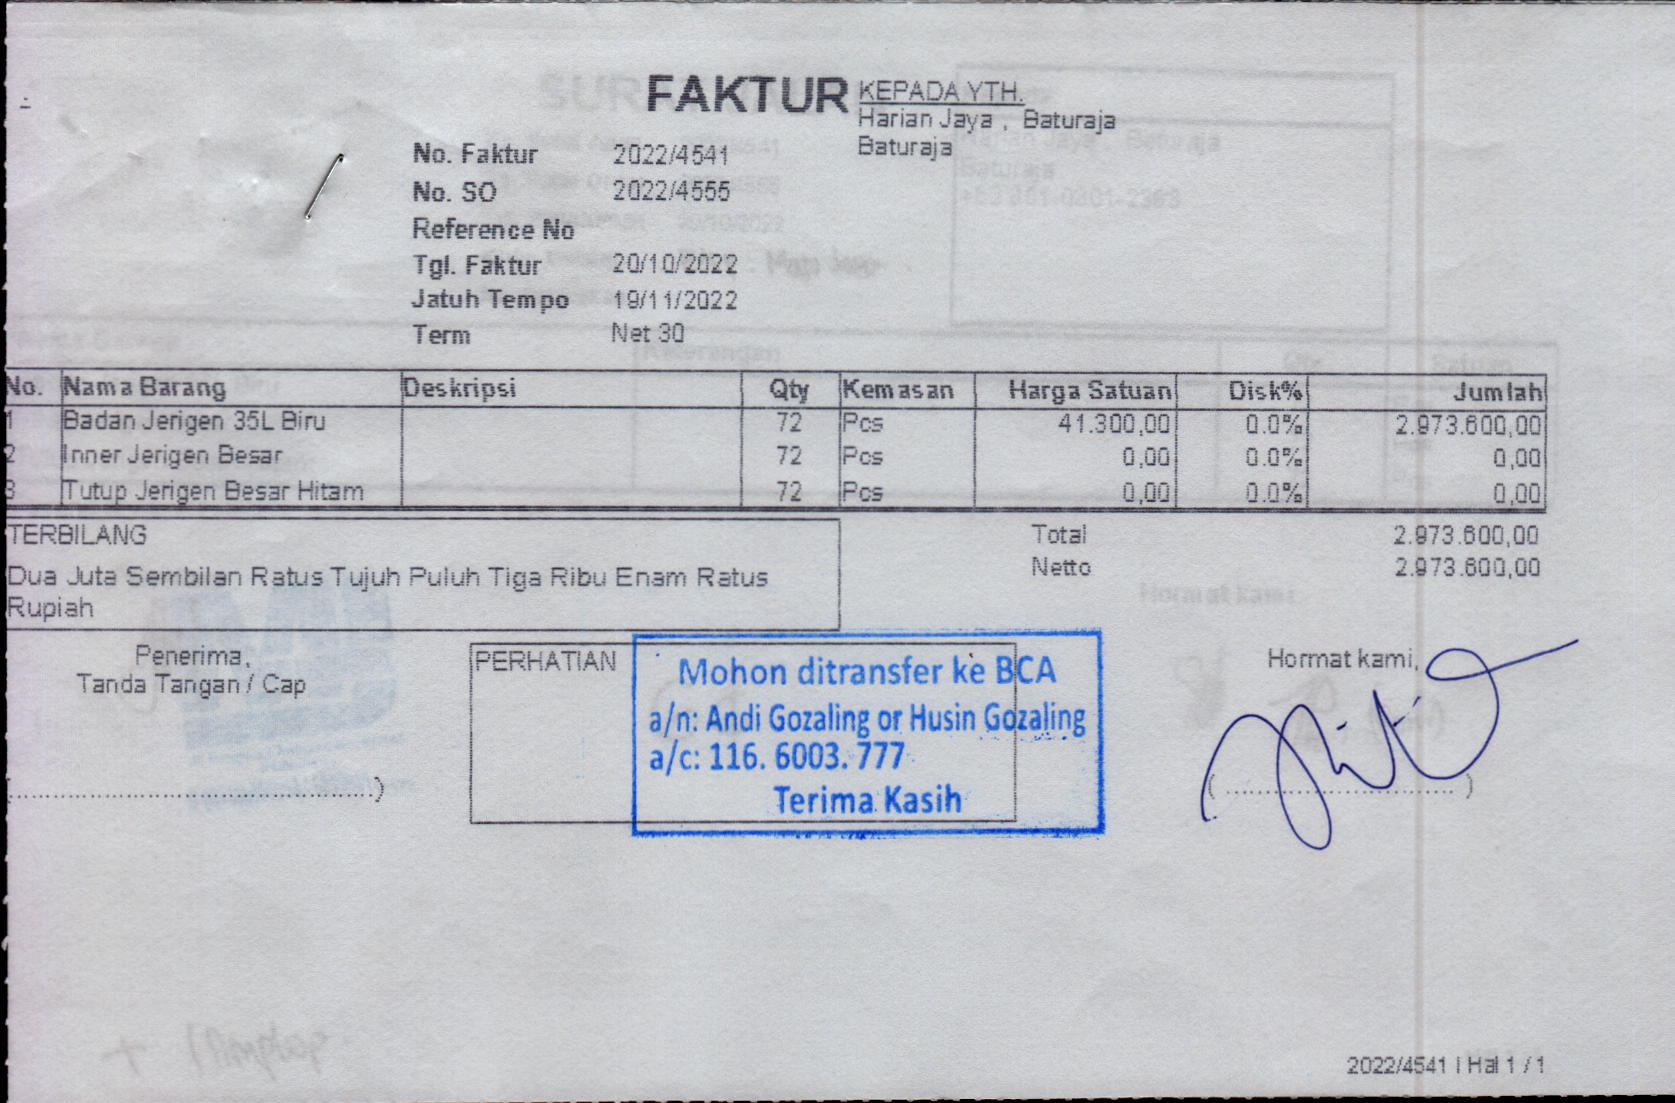 FAKTUR
KEPADA YTH.
Harian Jaya , Baturaja
Baturaja
No. Faktur 2022/4541
No. SO 2022/4555
Reference No
Tgl. Faktur 20/10/2022
Jatuh Tempo 19/11/2022
Term Net 30
No. Nama Barang Deskripsi Qty Kemasan Harga Satuan Disk% Jumlah
1 Badan Jerigen 35L Biru 72 Pcs 41.300,00 0.0% 2.973.600,00
2 Inner Jerigen Besar 72 Pcs 0,00 0.0% 0,00
3 Tutup Jerigen Besar Hitam 72 Pcs 0,00 0.0% 0,00
TERBILANG
Dua Juta Sembilan Ratus Tujuh Puluh Tiga Ribu Enam Ratus
Rupiah
Total 2.973.600,00
Netto 2.973.600,00
Penerima,
Tanda Tangan / Cap
PERHATIAN
Mohon ditransfer ke BCA
a/n: Andi Gozaling or Husin Gozaling
a/c: 116. 6003. 777
Terima Kasih
Hormat kami,
2022/4541 | Hal 1 / 1